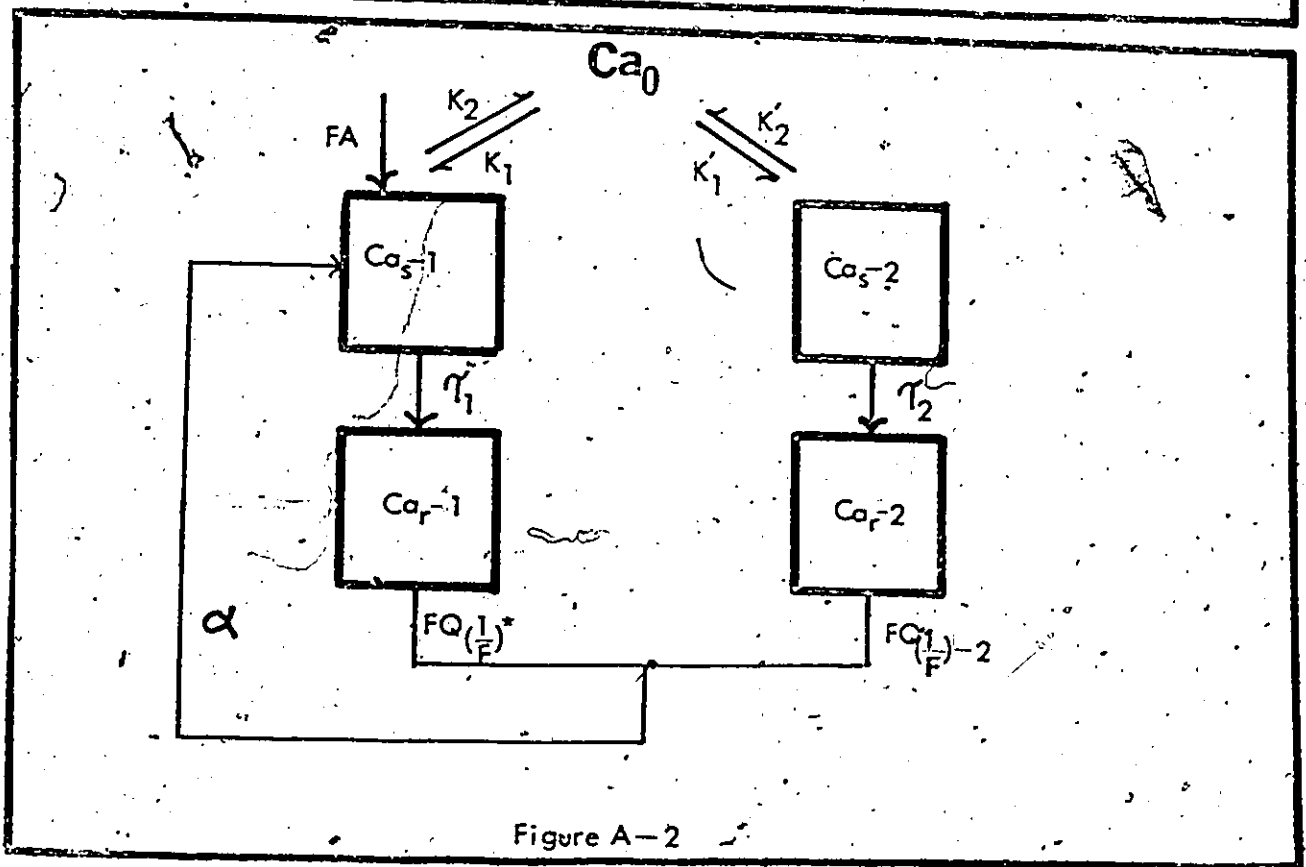 Ca₀
FA
K₂
K₁
K'₂
K'₁
Caₛ-1
Caₛ-2
τ₁
τ₂
Caᵣ-1
Caᵣ-2
α
FQ(1/F)*
FQ(1/F)-2
Figure A-2